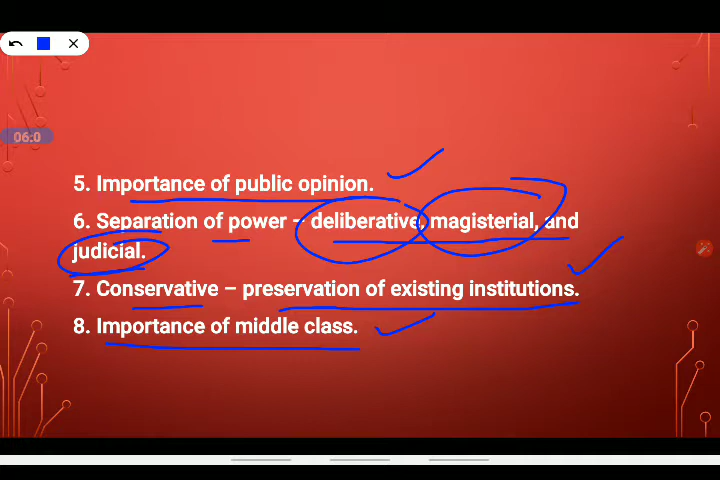 06:0
5. Importance of public opinion.
6. Separation of power – deliberative, magisterial, and
judicial.
7. Conservative – preservation of existing institutions.
8. Importance of middle class.